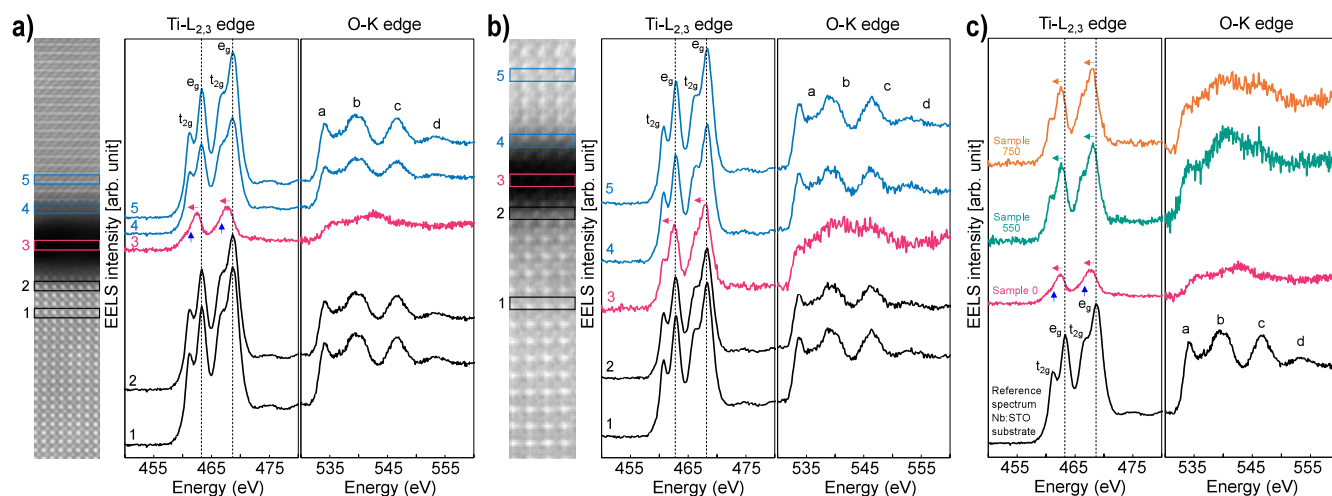 a)
Ti-L2,3 edge
O-K edge
5
4
3
2
1
EELS intensity [arb. unit]
t2g
eg
t2g
eg
5
4
3
2
1
a
b
c
d
455
465
475
535
545
555
Energy (eV)
Energy (eV)
b)
Ti-L2,3 edge
O-K edge
5
4
3
2
1
EELS intensity [arb. unit]
t2g
eg
t2g
eg
5
4
3
2
1
a
b
c
d
455
465
475
535
545
555
Energy (eV)
Energy (eV)
c)
Ti-L2,3 edge
O-K edge
EELS intensity [arb. unit]
Sample
750
Sample
550
Sample 0
t2g
eg
t2g
eg
Reference
spectrum
Nb:STO
substrate
a
b
c
d
455
465
475
535
545
555
Energy (eV)
Energy (eV)